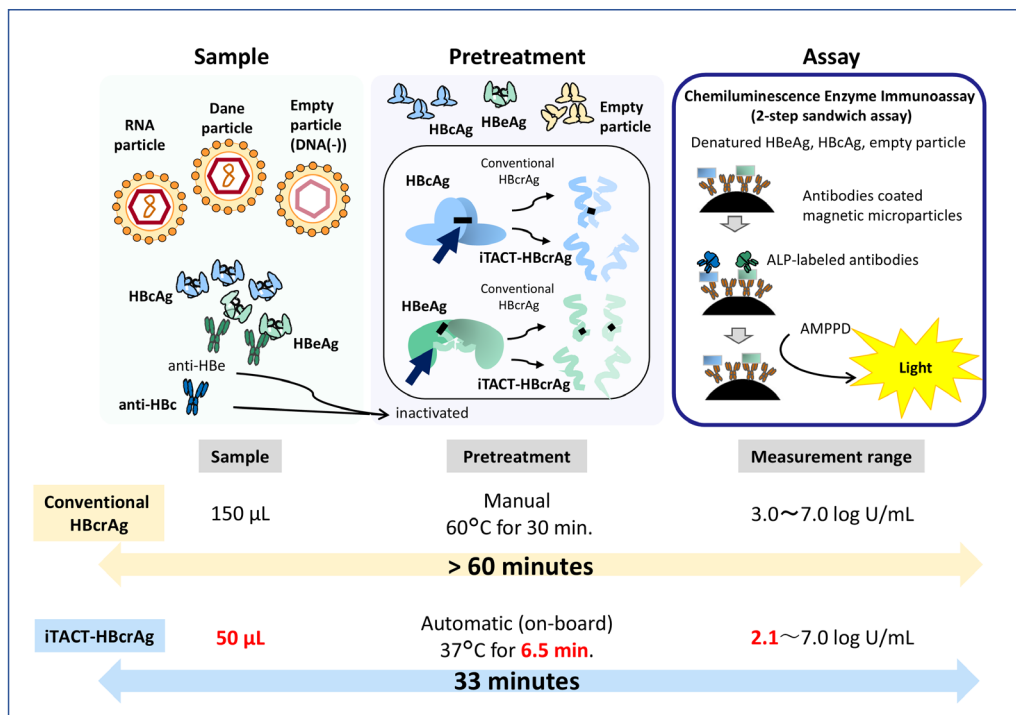 Sample
Pretreatment
Assay
RNA
particle
Dane
particle
Empty
particle
(DNA(-))
HBcAg
HBeAg
anti-HBe
anti-HBc
inactivated
HBcAg
HBeAg
Empty
particle
HBcAg
Conventional
HBcrAg
iTACT-HBcrAg
HBeAg
Conventional
HBcrAg
iTACT-HBcrAg
Chemiluminescence Enzyme Immunoassay
(2-step sandwich assay)
Denatured HBeAg, HBcAg, empty particle
Antibodies coated
magnetic microparticles
ALP-labeled antibodies
AMPPD
Light
Sample
Pretreatment
Measurement range
Conventional
HBcrAg
150 µL
Manual
60°C for 30 min.
3.0～7.0 log U/mL
> 60 minutes
iTACT-HBcrAg
50 µL
Automatic (on-board)
37°C for 6.5 min.
2.1～7.0 log U/mL
33 minutes